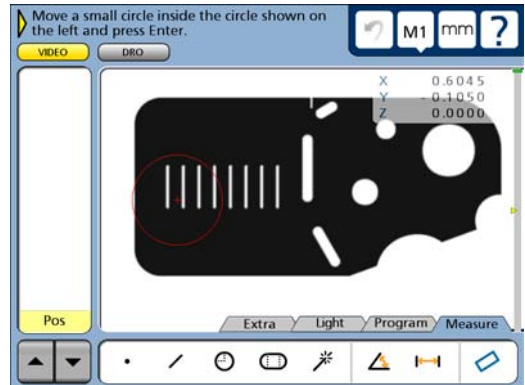 Move a small circle inside the circle shown on
the left and press Enter.
M1
mm
?
VIDEO
DRO
X 0.6045
Y - 0.1050
Z 0.0000
Pos
Extra
Light
Program
Measure